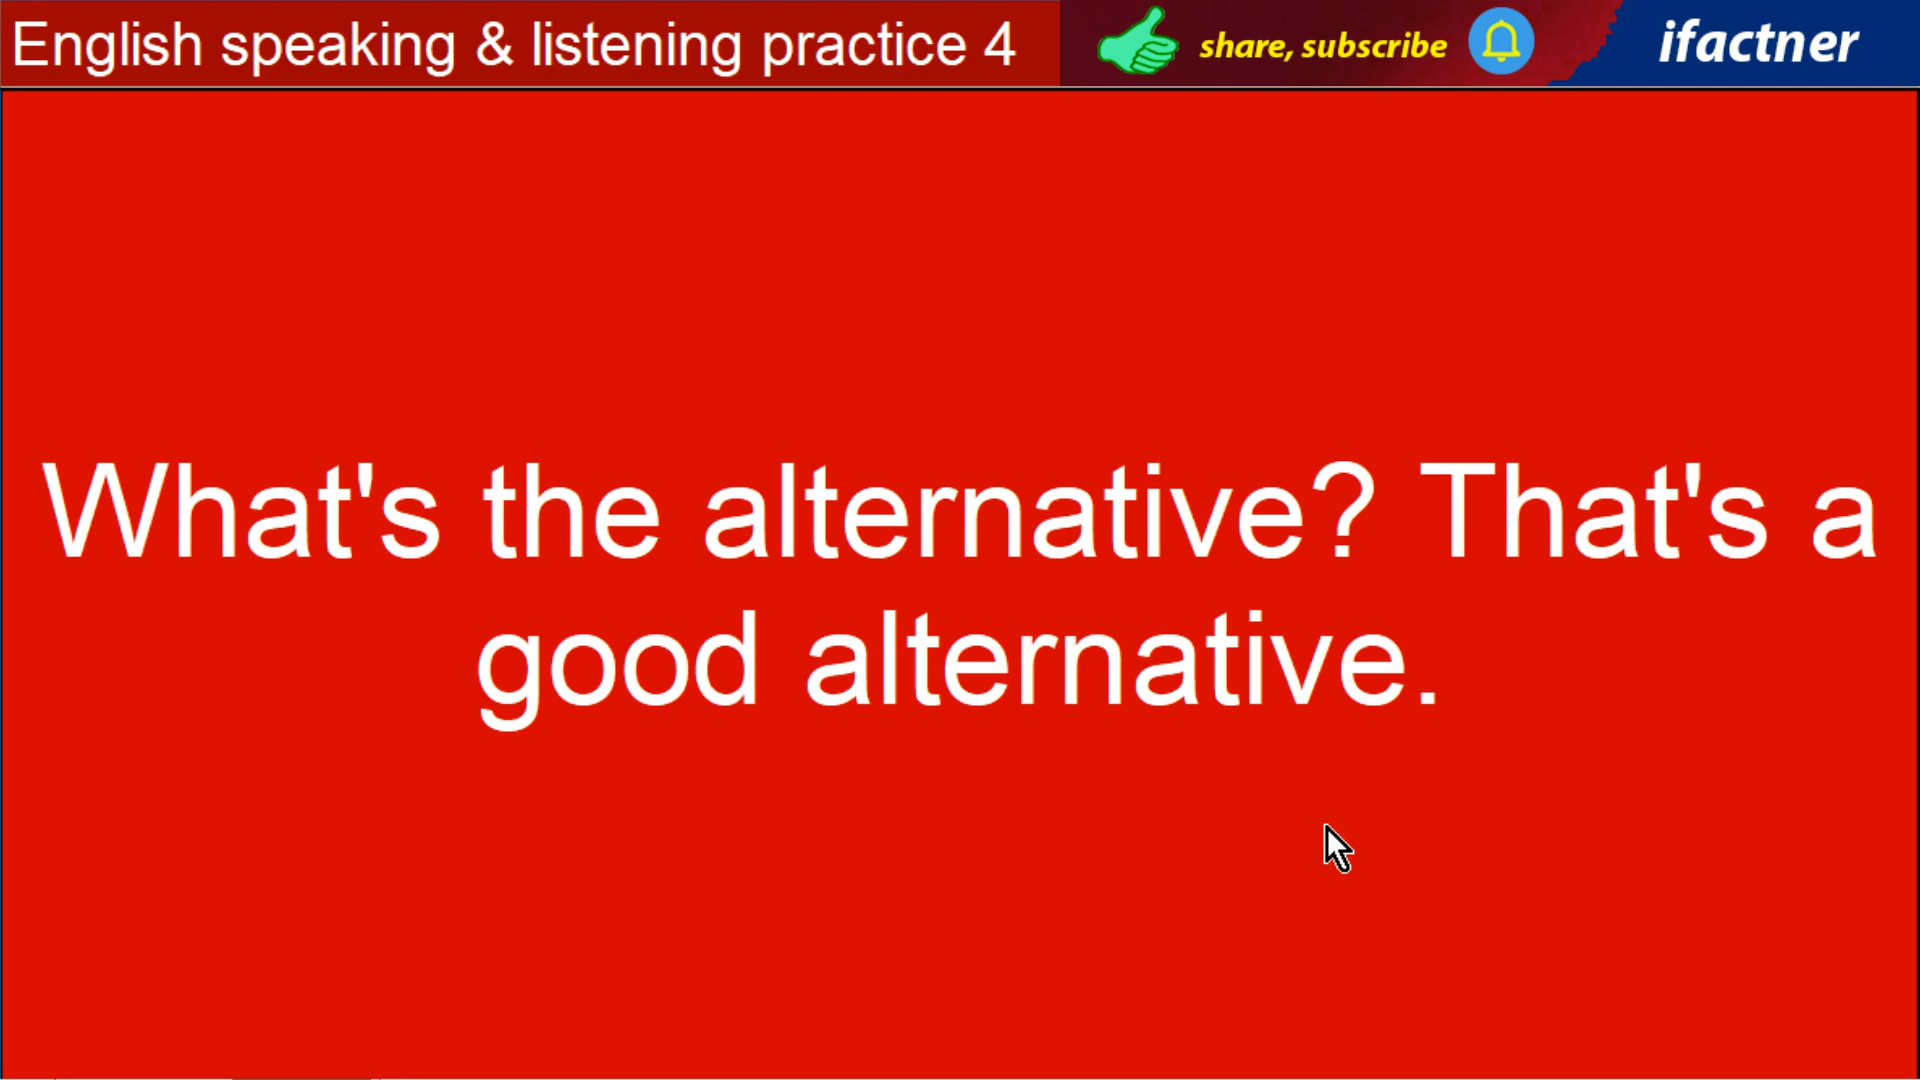 English speaking & listening practice 4
share, subscribe
ifactner
What's the alternative? That's a
good alternative.